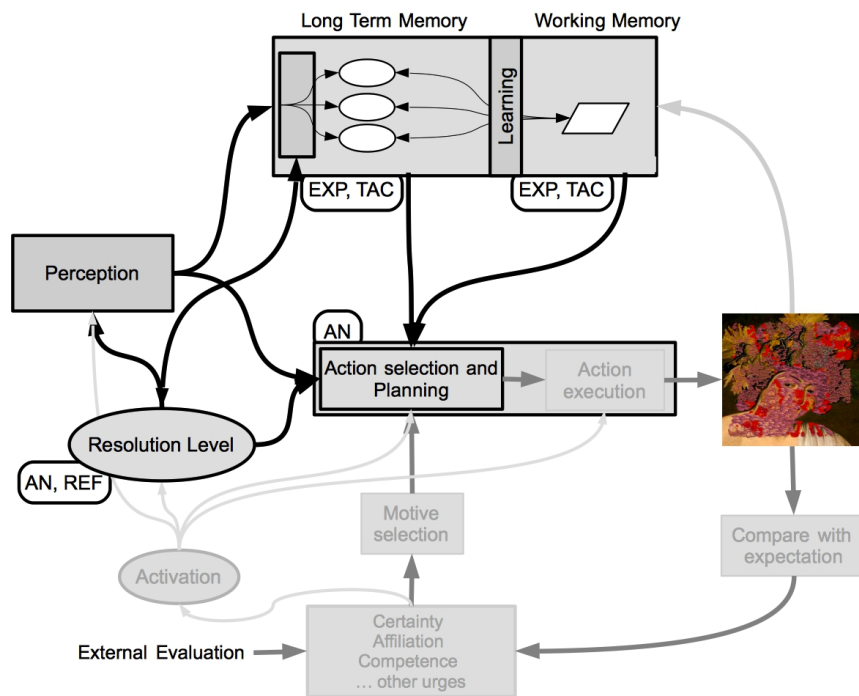 Long Term Memory
Working Memory
Learning
EXP, TAC
EXP, TAC
Perception
AN
Action selection and
Planning
Action
execution
Resolution Level
AN, REF
Motive
selection
Compare with
expectation
Activation
Certainty
Affiliation
Competence
... other urges
External Evaluation